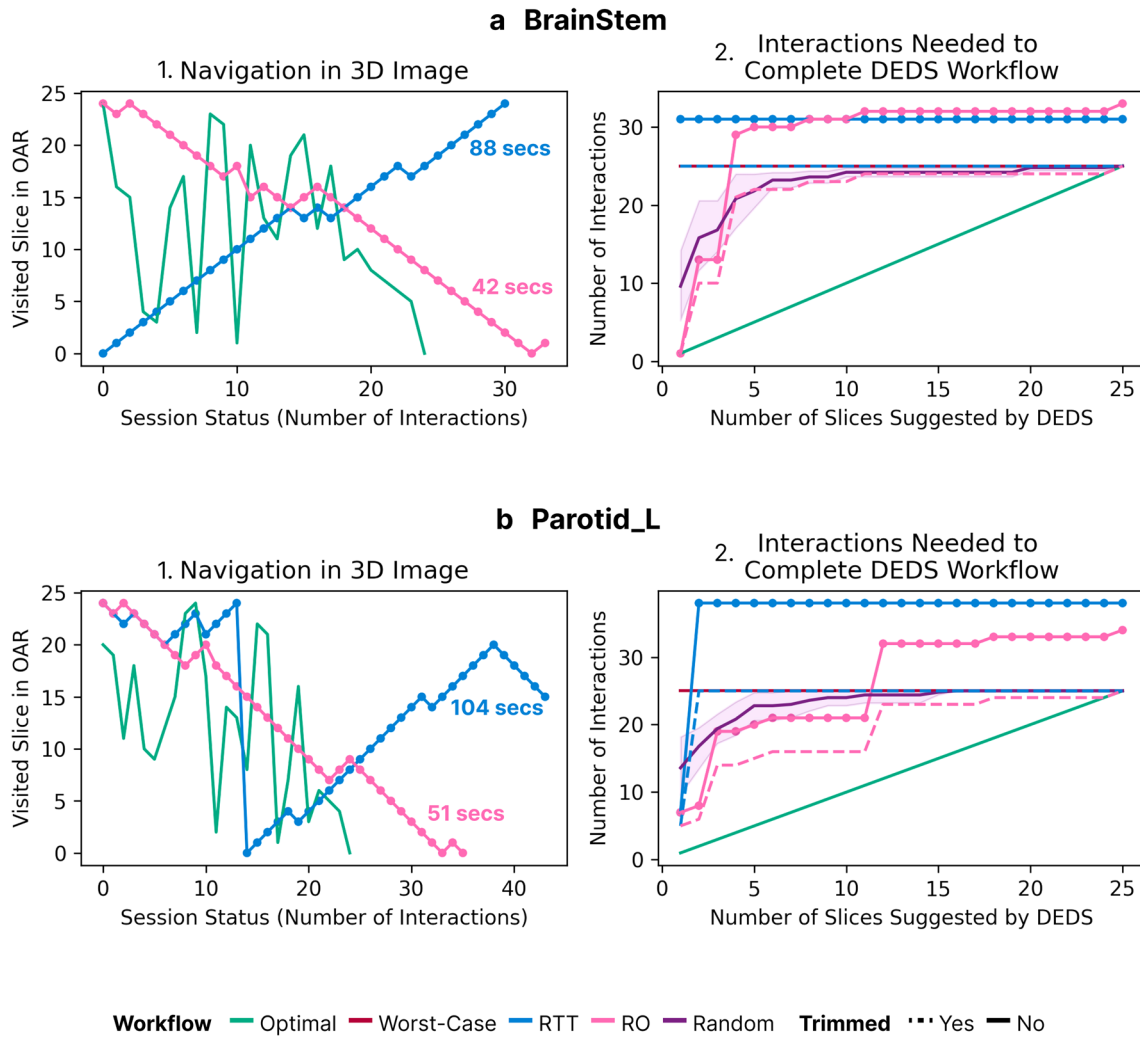 a BrainStem
1. Navigation in 3D Image
Visited Slice in OAR
25
20
15
10
5
0
88 secs
42 secs
0 10 20 30
Session Status (Number of Interactions)
2. Interactions Needed to
Complete DEDS Workflow
Number of Interactions
30
20
10
0
0 5 10 15 20 25
Number of Slices Suggested by DEDS
b Parotid_L
1. Navigation in 3D Image
Visited Slice in OAR
25
20
15
10
5
0
104 secs
51 secs
0 10 20 30 40
Session Status (Number of Interactions)
2. Interactions Needed to
Complete DEDS Workflow
Number of Interactions
30
20
10
0
0 5 10 15 20 25
Number of Slices Suggested by DEDS
Workflow Optimal Worst-Case RTT RO Random Trimmed Yes No